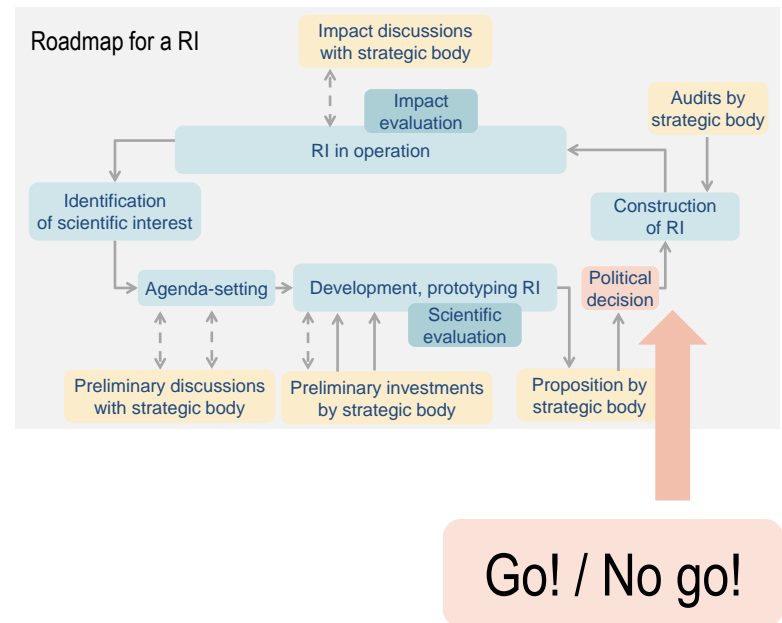 Roadmap for a RI
Impact discussions
with strategic body
Impact
evaluation
Audits by
strategic body
RI in operation
Identification
of scientific interest
Construction
of RI
Agenda-setting
Development, prototyping RI
Political
decision
Scientific
evaluation
Preliminary discussions
with strategic body
Preliminary investments
by strategic body
Proposition by
strategic body
Go! / No go!